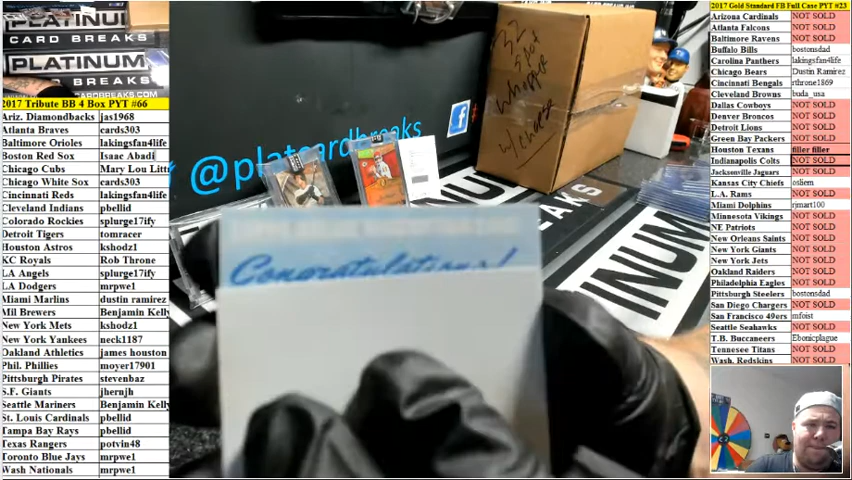 PLATINUM
CARD BREAKS
PLATINUM
CARD BREAKS
2017 Tribute BB 4 Box PYT #66
Ariz. Diamondbacks jas1968
Atlanta Braves cards303
Baltimore Orioles lakingsfan4life
Boston Red Sox Isaac Abadi
Chicago Cubs Mary Lou Litt
Chicago White Sox cards303
Cincinnati Reds lakingsfan4life
Cleveland Indians pbellid
Colorado Rockies splurge17ify
Detroit Tigers tomracer
Houston Astros kshodz1
KC Royals Rob Throne
LA Angels splurge17ify
LA Dodgers mrpwe1
Miami Marlins dustin ramirez
Mil Brewers Benjamin Kelly
New York Mets kshodz1
New York Yankees neck1187
Oakland Athletics james houston
Phil. Phillies moyer17901
Pittsburgh Pirates stevenbaz
S.F. Giants jhernjh
Seattle Mariners Benjamin Kelly
St. Louis Cardinals pbellid
Tampa Bay Rays pbellid
Texas Rangers potvin48
Toronto Blue Jays mrpwe1
Wash Nationals mrpwe1
@platcardbreaks
f
32
Spot
whopper
w/cheese
INUM
EAKS
INUM
Congratulations!
2017 Gold Standard FB Full Case PYT #23
Arizona Cardinals NOT SOLD
Atlanta Falcons NOT SOLD
Baltimore Ravens NOT SOLD
Buffalo Bills bostonsdad
Carolina Panthers lakingsfan4life
Chicago Bears Dustin Ramirez
Cincinnati Bengals rthrone1869
Cleveland Browns buda_usa
Dallas Cowboys NOT SOLD
Denver Broncos NOT SOLD
Detroit Lions NOT SOLD
Green Bay Packers NOT SOLD
Houston Texans filler filler
Indianapolis Colts NOT SOLD
Jacksonville Jaguars NOT SOLD
Kansas City Chiefs osliem
L.A. Rams NOT SOLD
Miami Dolphins rjmart100
Minnesota Vikings NOT SOLD
NE Patriots NOT SOLD
New Orleans Saints NOT SOLD
New York Giants NOT SOLD
New York Jets NOT SOLD
Oakland Raiders NOT SOLD
Philadelphia Eagles NOT SOLD
Pittsburgh Steelers bostonsdad
San Diego Chargers NOT SOLD
San Francisco 49ers mfoist
Seattle Seahawks NOT SOLD
T.B. Buccaneers Ebonicplague
Tennesee Titans NOT SOLD
Wash. Redskins NOT SOLD